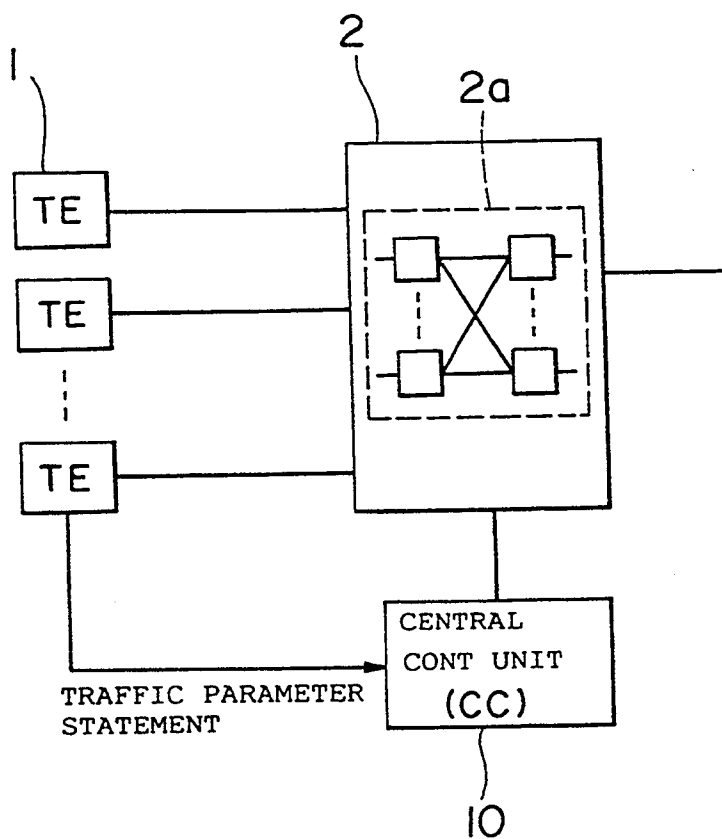 1
2
2a
TE
TE
TE
CENTRAL
CONT UNIT
(CC)
TRAFFIC PARAMETER
STATEMENT
10